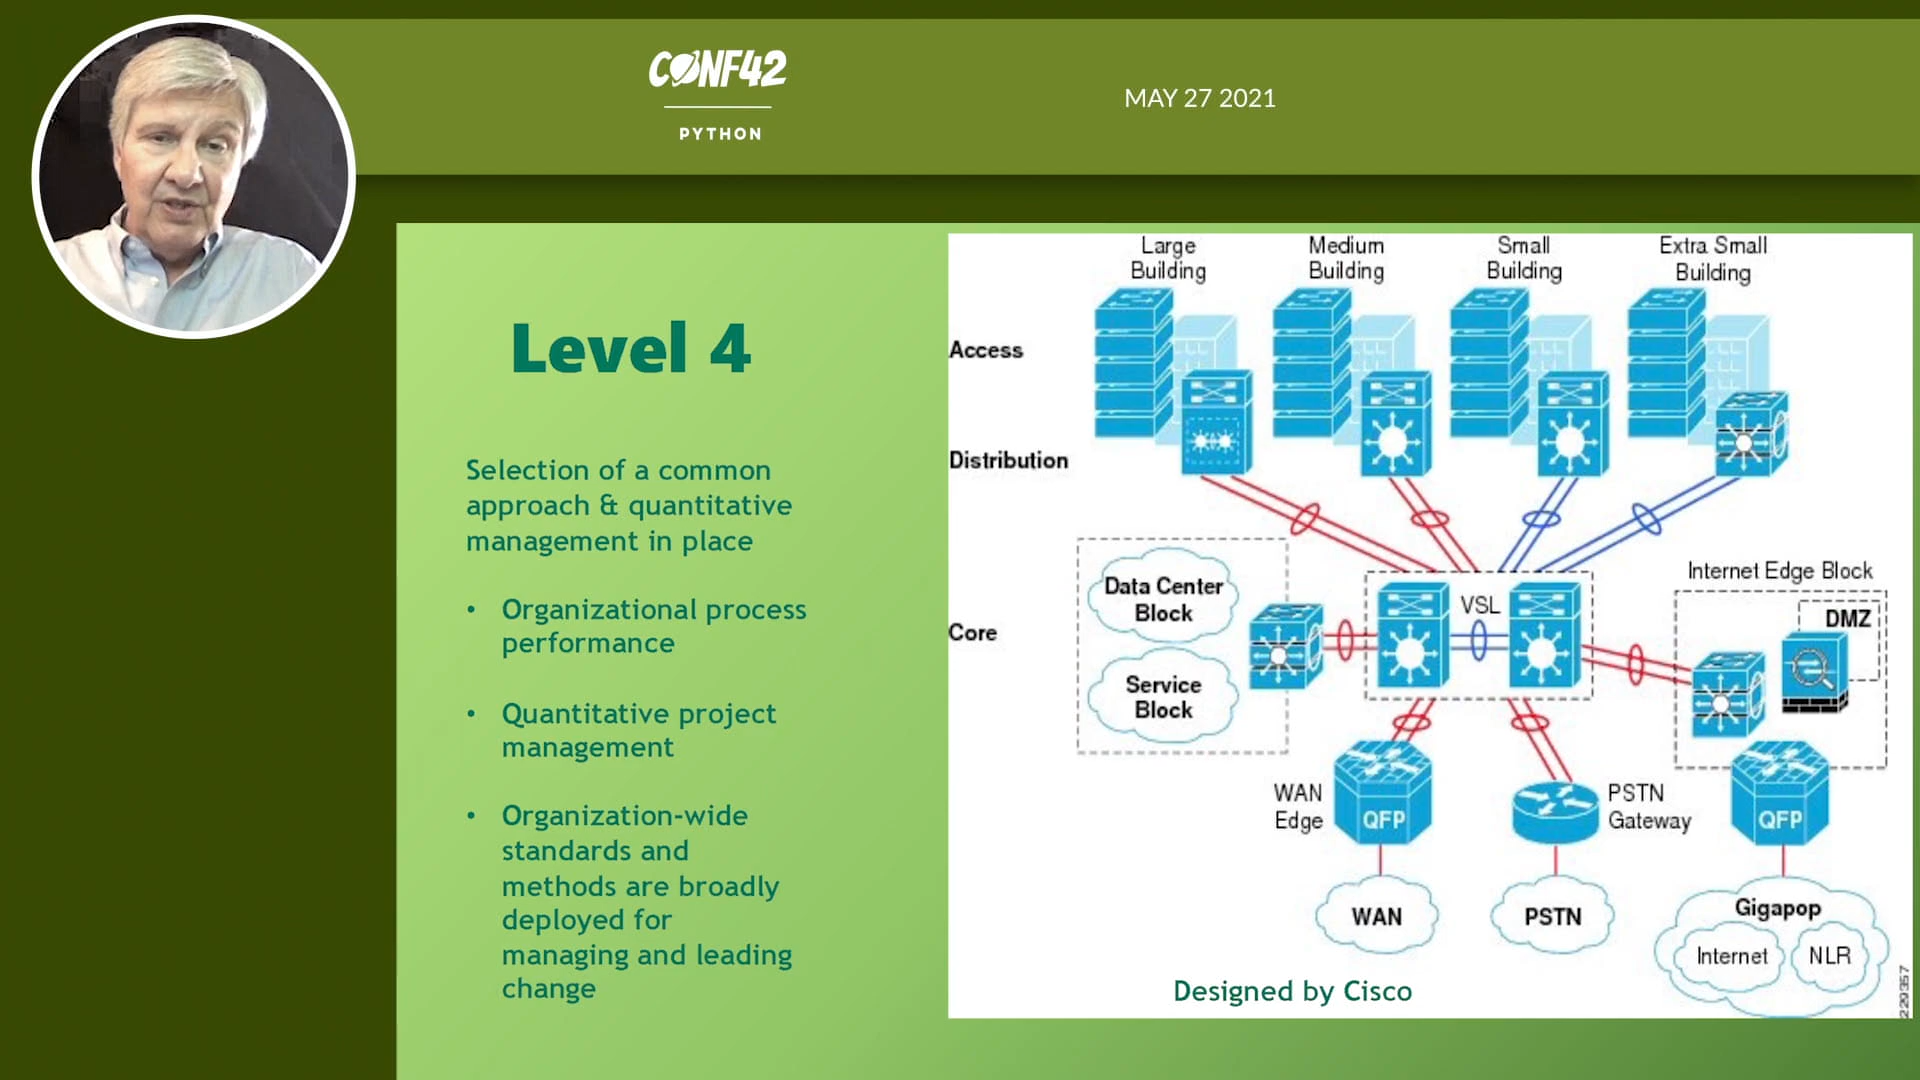 CONF42
PYTHON
MAY 27 2021
Level 4
Selection of a common
approach & quantitative
management in place
• Organizational process
performance
• Quantitative project
management
• Organization-wide
standards and
methods are broadly
deployed for
managing and leading
change
Large
Building
Medium
Building
Small
Building
Extra Small
Building
Access
Distribution
Core
Data Center
Block
Service
Block
VSL
Internet Edge Block
DMZ
WAN
Edge
QFP
PSTN
Gateway
QFP
WAN
PSTN
Gigapop
Internet
NLR
Designed by Cisco
229357